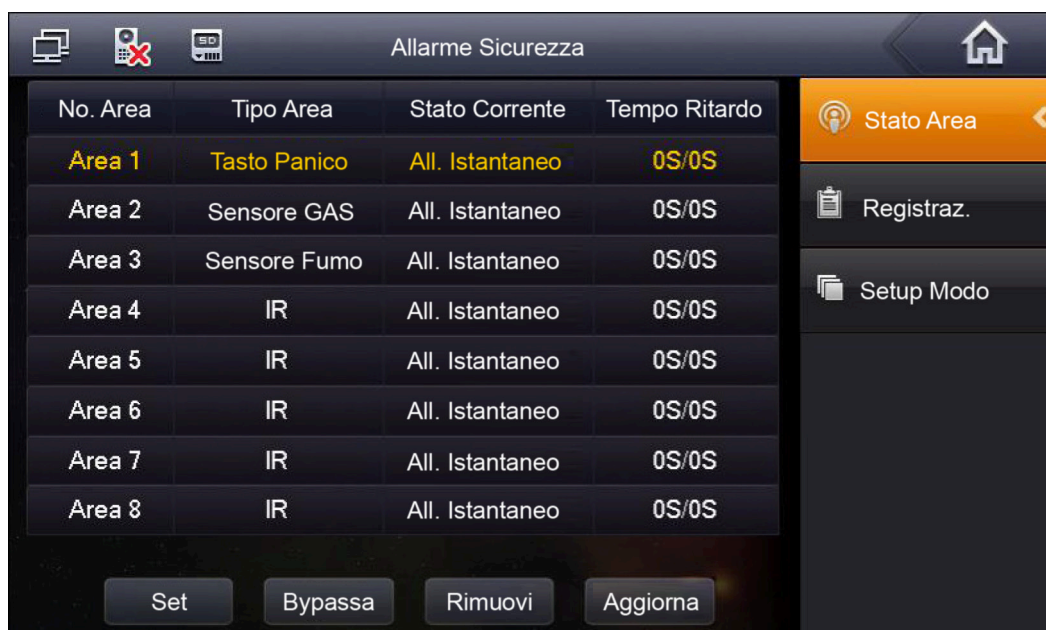 SD
Allarme Sicurezza
No. Area Tipo Area Stato Corrente Tempo Ritardo
Area 1 Tasto Panico All. Istantaneo 0S/0S
Area 2 Sensore GAS All. Istantaneo 0S/0S
Area 3 Sensore Fumo All. Istantaneo 0S/0S
Area 4 IR All. Istantaneo 0S/0S
Area 5 IR All. Istantaneo 0S/0S
Area 6 IR All. Istantaneo 0S/0S
Area 7 IR All. Istantaneo 0S/0S
Area 8 IR All. Istantaneo 0S/0S
Stato Area
Registraz.
Setup Modo
Set Bypassa Rimuovi Aggiorna